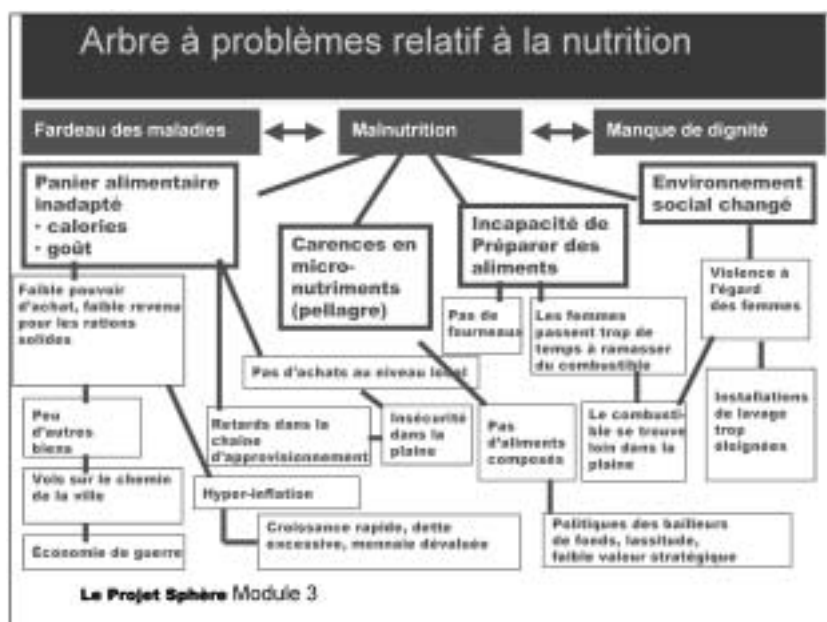 Arbre à problèmes relatif à la nutrition
Fardeau des maladies
Malnutrition
Manque de dignité
Panier alimentaire
inadapté
· calories
· goût
Carences en
micro-
nutriments
(pellagre)
Incapacité de
Préparer des
aliments
Environnement
social changé
Faible pouvoir
d'achat, faible revenu
pour les rations
solides
Pas de
fourneaux
Les femmes
passent trop de
temps à ramasser
du combustible
Violence à
l'égard
des femmes
Pas d'achats au niveau local
Peu
d'autres
biens
Retards dans la
chaîne
d'approvisionnement
Insécurité
dans la
plaine
Pas
d'aliments
composés
Le combusti-
ble se trouve
loin dans la
plaine
Installations
de lavage
trop
éloignées
Vols sur le chemin
de la ville
Hyper-inflation
Économie de guerre
Croissance rapide, dette
excessive, monnaie dévaluée
Politiques des bailleurs
de fonds, lassitude,
faible valeur stratégique
Le Projet Sphère Module 3